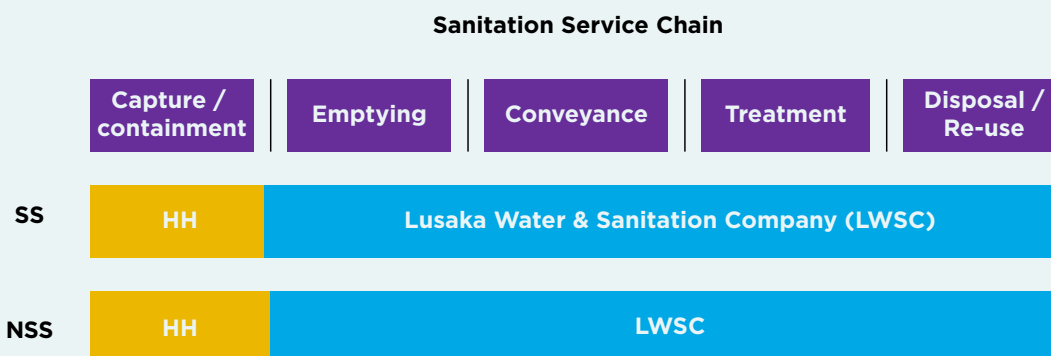 Sanitation Service Chain
Capture /
containment
Emptying
Conveyance
Treatment
Disposal /
Re-use
SS
HH
Lusaka Water & Sanitation Company (LWSC)
NSS
HH
LWSC